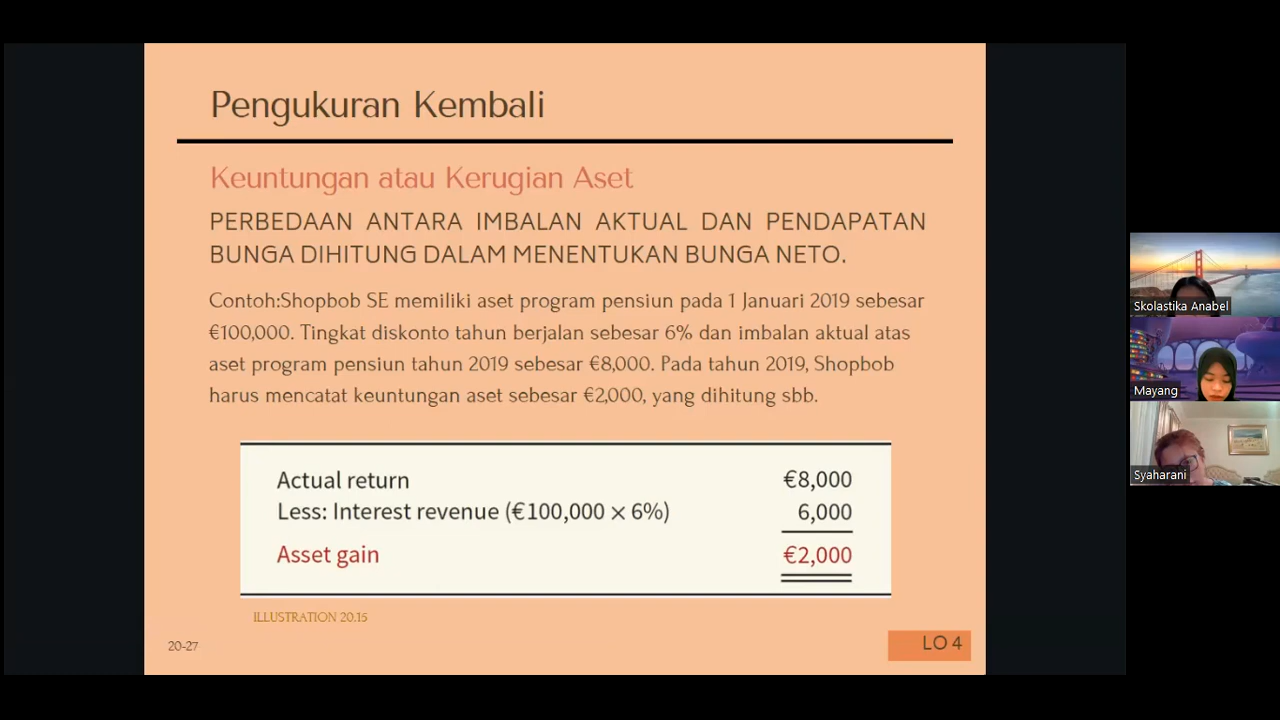 Pengukuran Kembali
Keuntungan atau Kerugian Aset
PERBEDAAN ANTARA IMBALAN AKTUAL DAN PENDAPATAN
BUNGA DIHITUNG DALAM MENENTUKAN BUNGA NETO.
Contoh:Shopbob SE memiliki aset program pensiun pada 1 Januari 2019 sebesar
€100,000. Tingkat diskonto tahun berjalan sebesar 6% dan imbalan aktual atas
aset program pensiun tahun 2019 sebesar €8,000. Pada tahun 2019, Shopbob
harus mencatat keuntungan aset sebesar €2,000, yang dihitung sbb.
Actual return €8,000
Less: Interest revenue (€100,000 × 6%) 6,000
Asset gain €2,000
ILLUSTRATION 20.15
20-27
LO 4
Skolastika Anabel
Mayang
Syaharani